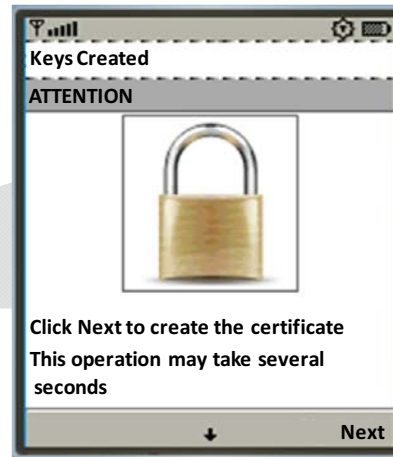 Keys Created
ATTENTION
Click Next to create the certificate
This operation may take several
seconds
Next